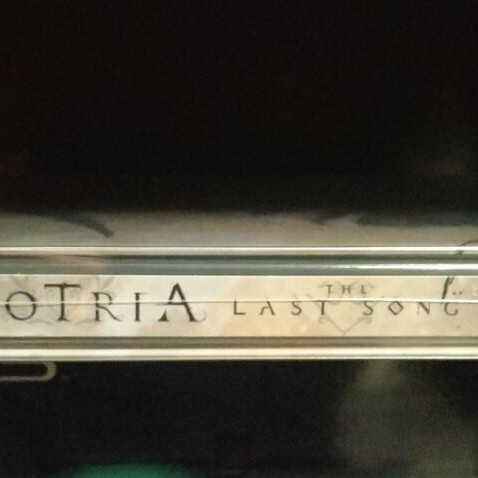 OTRIA THE LAST SONG